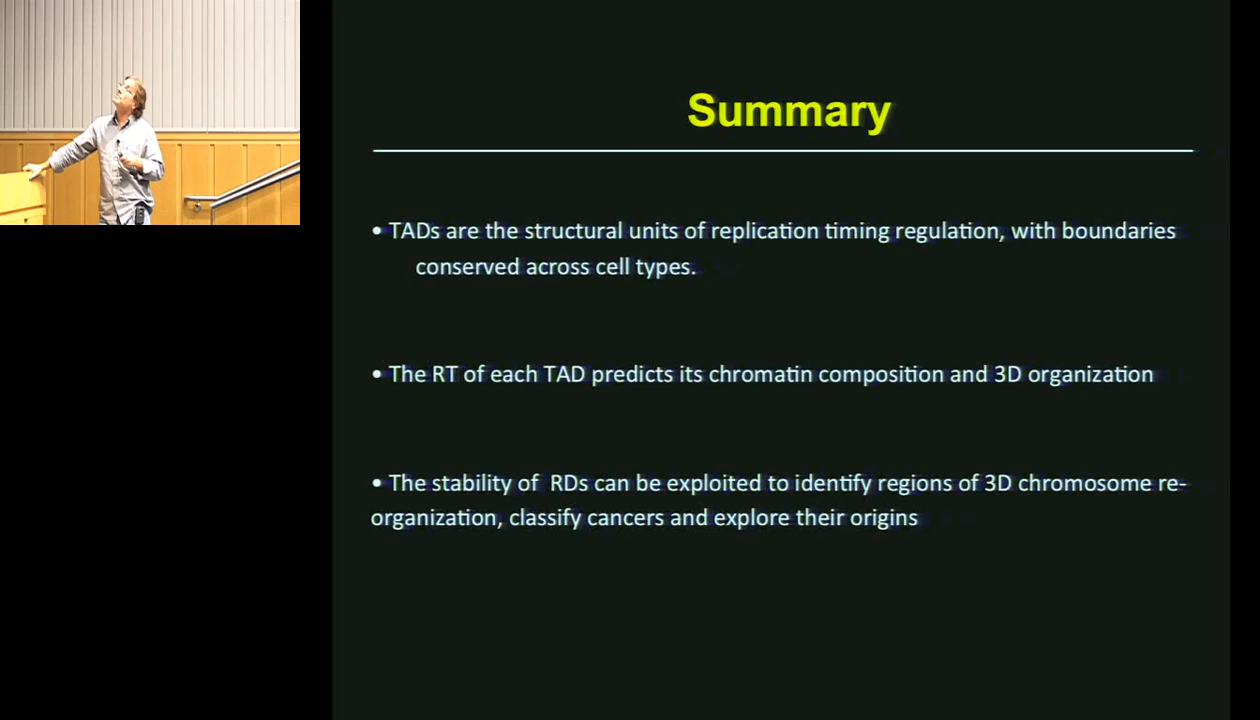 Summary
• TADs are the structural units of replication timing regulation, with boundaries
conserved across cell types.
• The RT of each TAD predicts its chromatin composition and 3D organization
• The stability of  RDs can be exploited to identify regions of 3D chromosome re-
organization, classify cancers and explore their origins